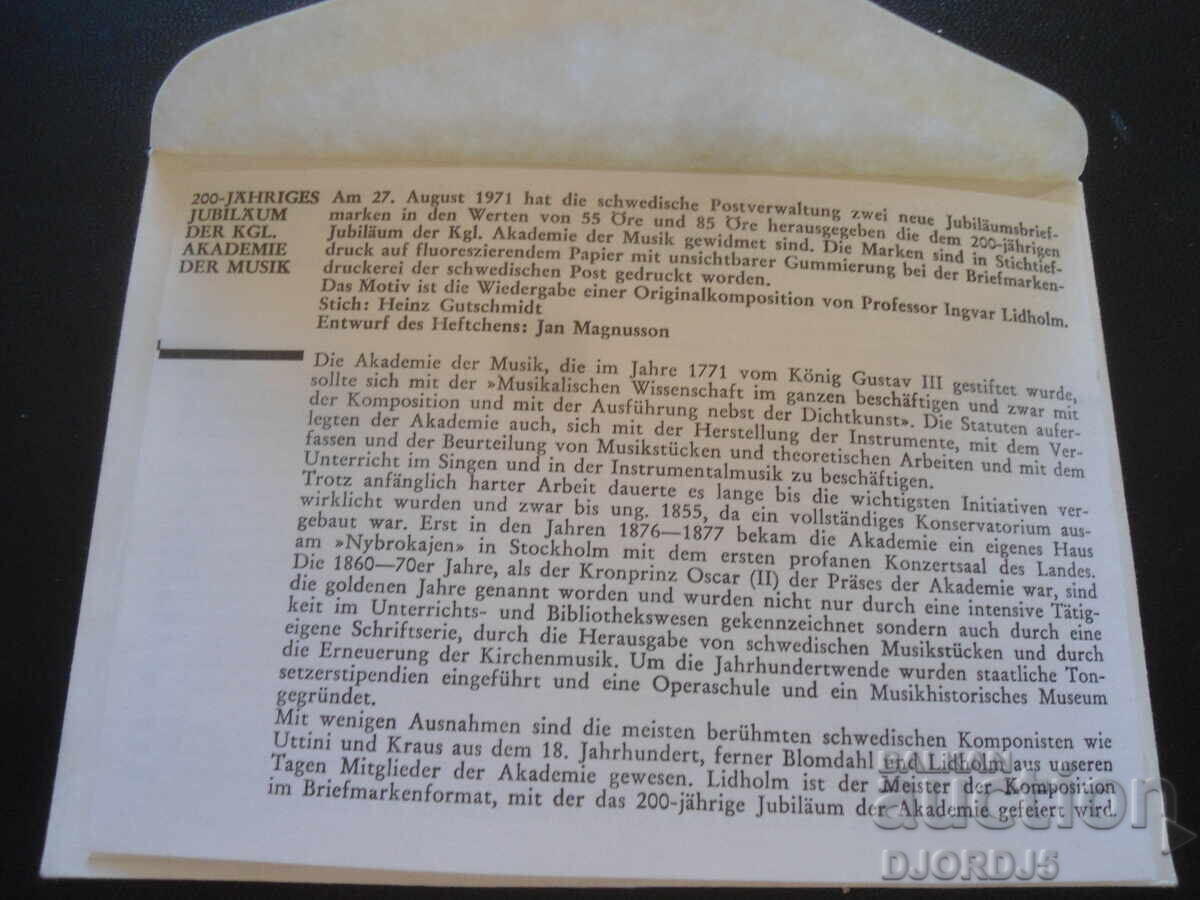 200-JÄHRIGES
JUBILÄUM
DER KGL.
AKADEMIE
DER MUSIK
Am 27. August 1971 hat die schwedische Postverwaltung zwei neue Jubiläumsbrief-
marken in den Werten von 55 Öre und 85 Öre herausgegeben die dem 200-jährigen
Jubiläum der Kgl. Akademie der Musik gewidmet sind. Die Marken sind in Stichtief-
druck auf fluoreszierendem Papier mit unsichtbarer Gummierung bei der Briefmarken-
druckerei der schwedischen Post gedruckt worden.
Das Motiv ist die Wiedergabe einer Originalkomposition von Professor Ingvar Lidholm.
Stich: Heinz Gutschmidt
Entwurf des Heftchens: Jan Magnusson
Die Akademie der Musik, die im Jahre 1771 vom König Gustav III gestiftet wurde,
sollte sich mit der »Musikalischen Wissenschaft im ganzen beschäftigen und zwar mit
der Komposition und mit der Ausführung nebst der Dichtkunst». Die Statuten aufer-
legten der Akademie auch, sich mit der Herstellung der Instrumente, mit dem Ver-
fassen und der Beurteilung von Musikstücken und theoretischen Arbeiten und mit dem
Unterricht im Singen und in der Instrumentalmusik zu beschäftigen.
Trotz anfänglich harter Arbeit dauerte es lange bis die wichtigsten Initiativen ver-
wirklicht wurden und zwar bis ung. 1855, da ein vollständiges Konservatorium aus-
gebaut war. Erst in den Jahren 1876—1877 bekam die Akademie ein eigenes Haus
am »Nybrokajen» in Stockholm mit dem ersten profanen Konzertsaal des Landes.
Die 1860—70er Jahre, als der Kronprinz Oscar (II) der Präses der Akademie war, sind
die goldenen Jahre genannt worden und wurden nicht nur durch eine intensive Tätig-
keit im Unterrichts- und Bibliothekswesen gekennzeichnet sondern auch durch eine
eigene Schriftserie, durch die Herausgabe von schwedischen Musikstücken und durch
die Erneuerung der Kirchenmusik. Um die Jahrhundertwende wurden staatliche Ton-
setzerstipendien eingeführt und eine Operaschule und ein Musikhistorisches Museum
gegründet.
Mit wenigen Ausnahmen sind die meisten berühmten schwedischen Komponisten wie
Uttini und Kraus aus dem 18. Jahrhundert, ferner Blomdahl und Lidholm aus unseren
Tagen Mitglieder der Akademie gewesen. Lidholm ist der Meister der Komposition
im Briefmarkenformat, mit der das 200-jährige Jubiläum der Akademie gefeiert wird.
BALKAN
auction
DJORDJ5